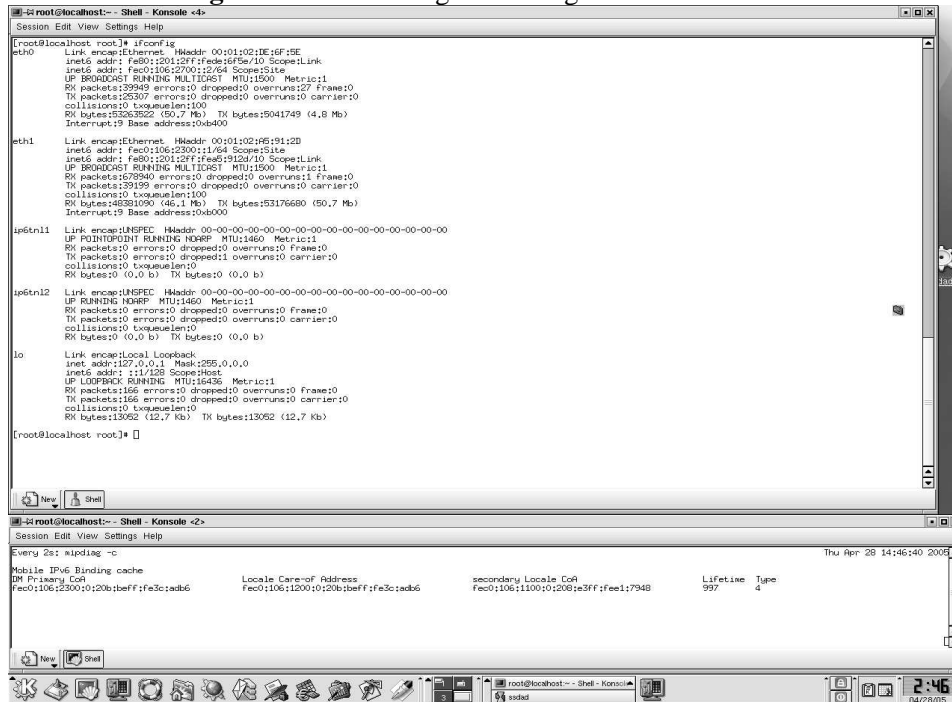 root@localhost:~ - Shell - Konsole <4>
Session Edit View Settings Help
[root@localhost root]# ifconfig
eth0 Link encap:Ethernet HWaddr 00:01:02:DE:6F:5E
inet6 addr: fe80::201:2ff:fede:6f5e/10 Scope:Link
inet6 addr: fec0:106:2700::2/64 Scope:Site
UP BROADCAST RUNNING MULTICAST MTU:1500 Metric:1
RX packets:39949 errors:0 dropped:0 overruns:27 frame:0
TX packets:25307 errors:0 dropped:0 overruns:0 carrier:0
collisions:0 txqueuelen:100
RX bytes:53263522 (50.7 Mb) TX bytes:5041749 (4.8 Mb)
Interrupt:9 Base address:0xb400
eth1 Link encap:Ethernet HWaddr 00:01:02:A5:91:2D
inet6 addr: fec0:106:2300::1/64 Scope:Site
inet6 addr: fe80::201:2ff:fea5:912d/10 Scope:Link
UP BROADCAST RUNNING MULTICAST MTU:1500 Metric:1
RX packets:678940 errors:0 dropped:0 overruns:1 frame:0
TX packets:39199 errors:0 dropped:0 overruns:0 carrier:0
collisions:0 txqueuelen:100
RX bytes:48381090 (46.1 Mb) TX bytes:53176680 (50.7 Mb)
Interrupt:9 Base address:0xb000
ip6tnl1 Link encap:UNSPEC HWaddr 00-00-00-00-00-00-00-00-00-00-00-00-00-00-00-00
UP POINTOPOINT RUNNING NOARP MTU:1460 Metric:1
RX packets:0 errors:0 dropped:0 overruns:0 frame:0
TX packets:0 errors:0 dropped:1 overruns:0 carrier:0
collisions:0 txqueuelen:0
RX bytes:0 (0.0 b) TX bytes:0 (0.0 b)
ip6tnl2 Link encap:UNSPEC HWaddr 00-00-00-00-00-00-00-00-00-00-00-00-00-00-00-00
UP RUNNING NOARP MTU:1460 Metric:1
RX packets:0 errors:0 dropped:0 overruns:0 frame:0
TX packets:0 errors:0 dropped:0 overruns:0 carrier:0
collisions:0 txqueuelen:0
RX bytes:0 (0.0 b) TX bytes:0 (0.0 b)
lo Link encap:Local Loopback
inet addr:127.0.0.1 Mask:255.0.0.0
inet6 addr: ::1/128 Scope:Host
UP LOOPBACK RUNNING MTU:16436 Metric:1
RX packets:166 errors:0 dropped:0 overruns:0 frame:0
TX packets:166 errors:0 dropped:0 overruns:0 carrier:0
collisions:0 txqueuelen:0
RX bytes:13052 (12.7 Kb) TX bytes:13052 (12.7 Kb)
[root@localhost root]#
New Shell
root@localhost:~ - Shell - Konsole <2>
Session Edit View Settings Help
Every 2s: mipdiag -c Thu Apr 28 14:46:40 2005
Mobile IPv6 Binding cache
DM Primary CoA Locale Care-of Address secondary Locale CoA Lifetime Type
fec0:106:2300:0:20b:beff:fe3c:adb6 fec0:106:1200:0:20b:beff:fe3c:adb6 fec0:106:1100:0:208:e3ff:fee1:7948 997 4
New Shell
3 root@localhost:~ - Shell - Konsole 2:46
ssdad 04/28/05